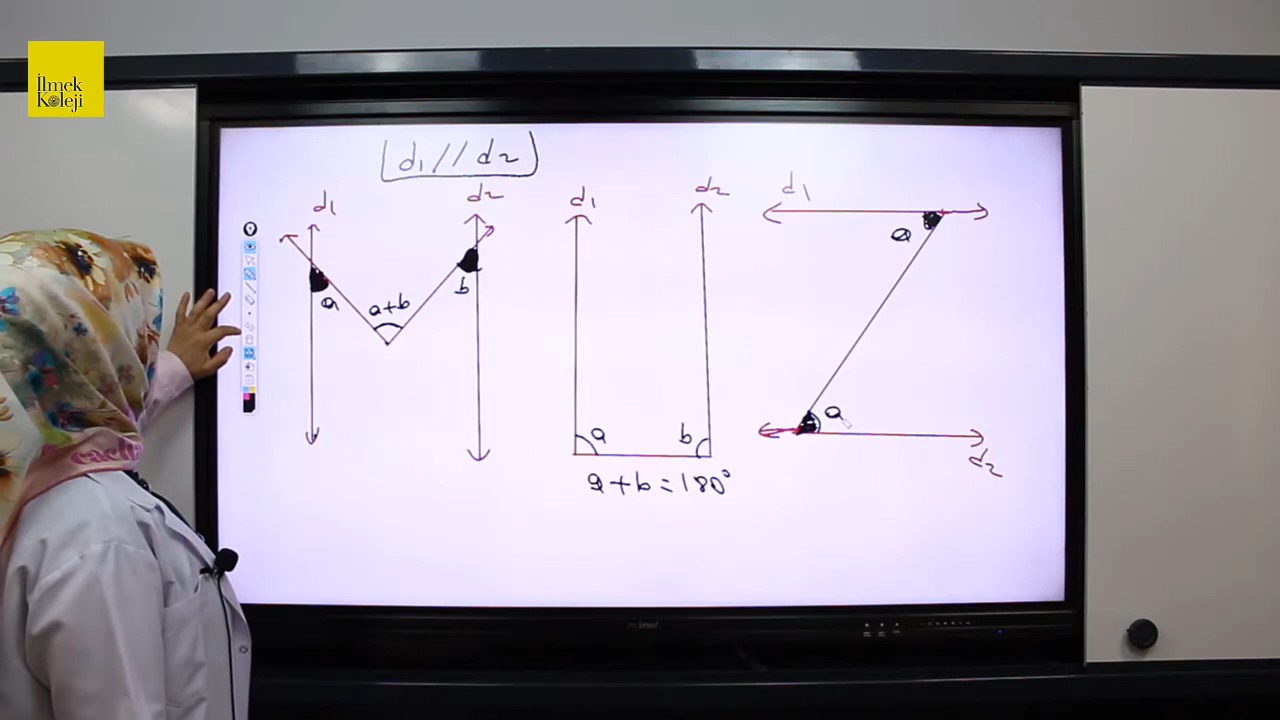 İlmek
Koleji
d1 // d2
d1
d2
a
a+b
b
d1
d2
a
b
a+b=180°
d1
a
a
d2